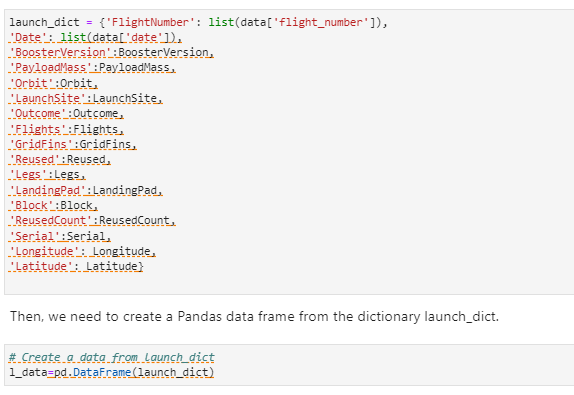 launch_dict = {'FlightNumber': list(data['flight_number']),
'Date': list(data['date']),
'BoosterVersion':BoosterVersion,
'PayloadMass':PayloadMass,
'Orbit':Orbit,
'LaunchSite':LaunchSite,
'Outcome':Outcome,
'Flights':Flights,
'GridFins':GridFins,
'Reused':Reused,
'Legs':Legs,
'LandingPad':LandingPad,
'Block':Block,
'ReusedCount':ReusedCount,
'Serial':Serial,
'Longitude': Longitude,
'Latitude': Latitude}
Then, we need to create a Pandas data frame from the dictionary launch_dict.
# Create a data from launch_dict
l_data=pd.DataFrame(launch_dict)